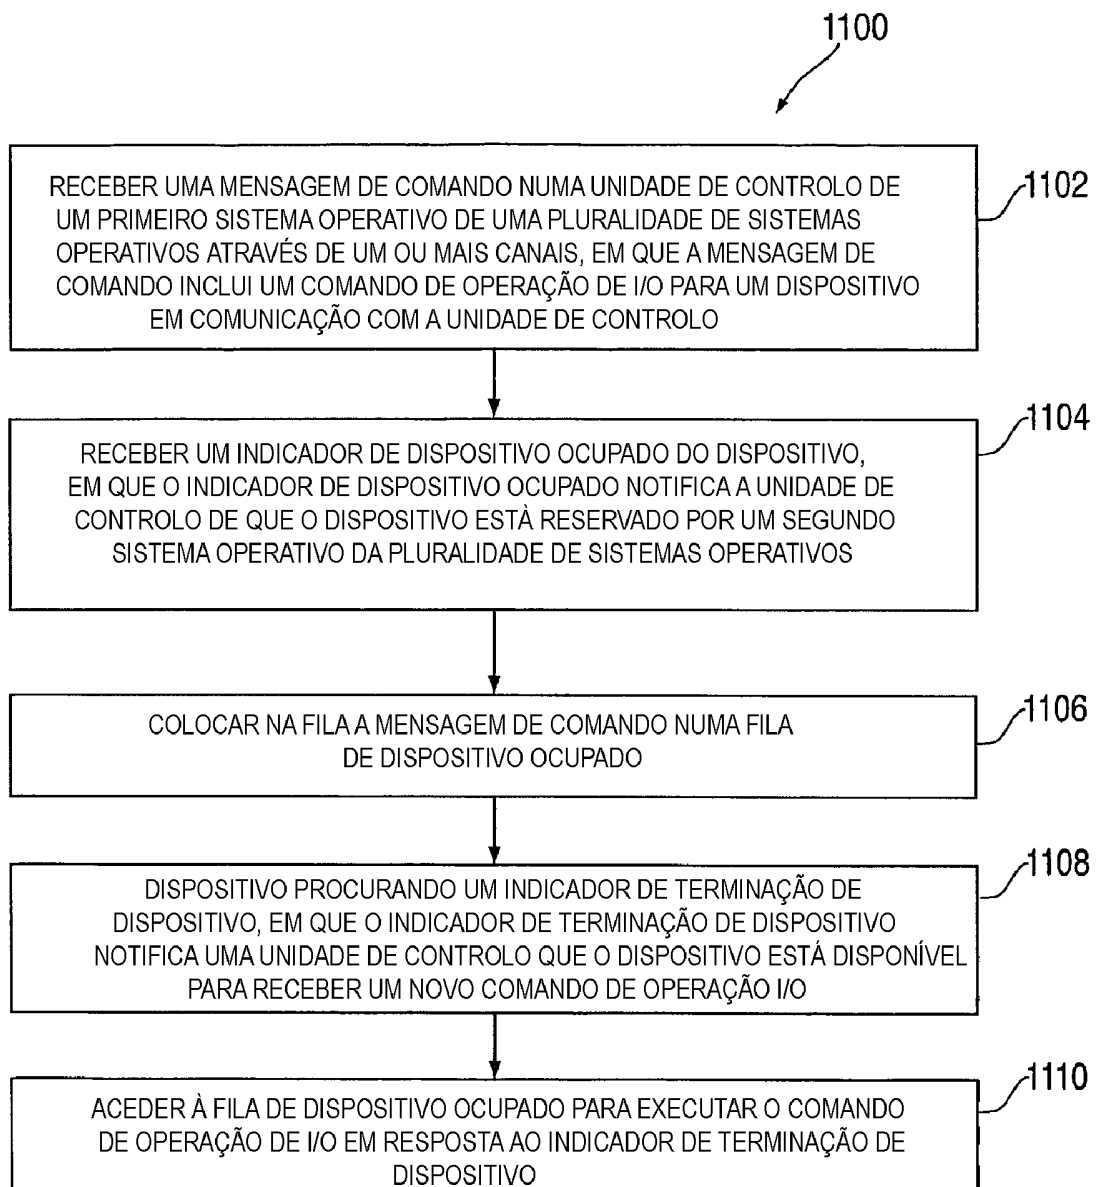 1100
RECEBER UMA MENSAGEM DE COMANDO NUMA UNIDADE DE CONTROLO DE
UM PRIMEIRO SISTEMA OPERATIVO DE UMA PLURALIDADE DE SISTEMAS
OPERATIVOS ATRAVÉS DE UM OU MAIS CANAIS, EM QUE A MENSAGEM DE
COMANDO INCLUI UM COMANDO DE OPERAÇÃO DE I/O PARA UM DISPOSITIVO
EM COMUNICAÇÃO COM A UNIDADE DE CONTROLO
1102
RECEBER UM INDICADOR DE DISPOSITIVO OCUPADO DO DISPOSITIVO,
EM QUE O INDICADOR DE DISPOSITIVO OCUPADO NOTIFICA A UNIDADE DE
CONTROLO DE QUE O DISPOSITIVO ESTÀ RESERVADO POR UM SEGUNDO
SISTEMA OPERATIVO DA PLURALIDADE DE SISTEMAS OPERATIVOS
1104
COLOCAR NA FILA A MENSAGEM DE COMANDO NUMA FILA
DE DISPOSITIVO OCUPADO
1106
DISPOSITIVO PROCURANDO UM INDICADOR DE TERMINAÇÃO DE
DISPOSITIVO, EM QUE O INDICADOR DE TERMINAÇÃO DE DISPOSITIVO
NOTIFICA UMA UNIDADE DE CONTROLO QUE O DISPOSITIVO ESTÁ DISPONÍVEL
PARA RECEBER UM NOVO COMANDO DE OPERAÇÃO I/O
1108
ACEDER À FILA DE DISPOSITIVO OCUPADO PARA EXECUTAR O COMANDO
DE OPERAÇÃO DE I/O EM RESPOSTA AO INDICADOR DE TERMINAÇÃO DE
DISPOSITIVO
1110